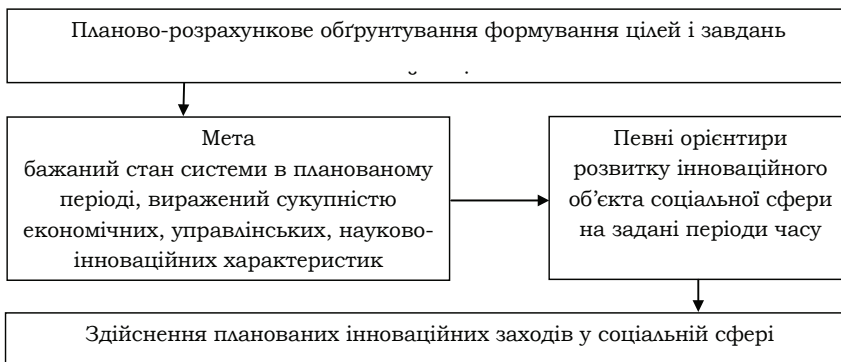 Планово-розрахункове обґрунтування формування цілей і завдань
Мета
бажаний стан системи в планованому
періоді, виражений сукупністю
економічних, управлінських, науково-
інноваційних характеристик
Певні орієнтири
розвитку інноваційного
об’єкта соціальної сфери
на задані періоди часу
Здійснення планованих інноваційних заходів у соціальній сфері